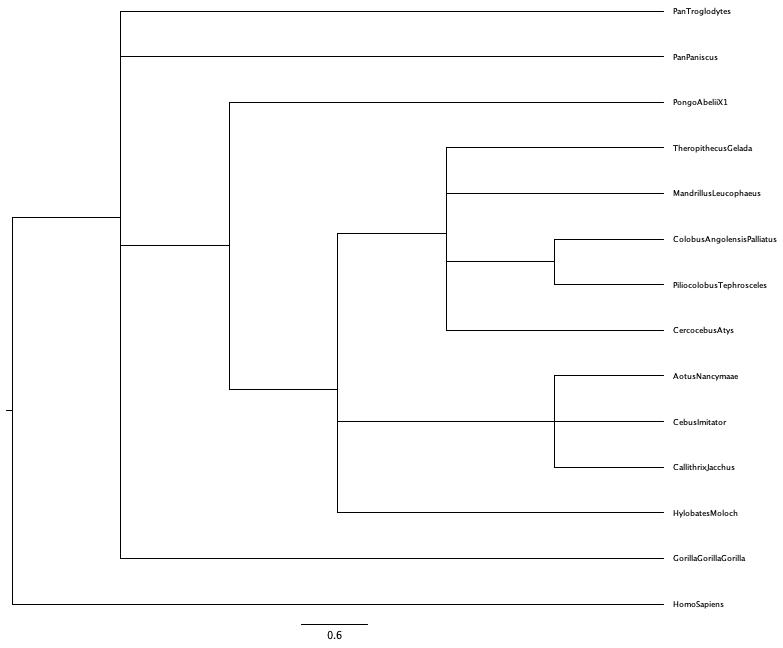 PanTroglodytes
PanPaniscus
PongoAbeliiX1
TheropithecusGelada
MandrillusLeucophaeus
ColobusAngolensisPalliatus
PiliocolobusTephrosceles
CercocebusAtys
AotusNancymaae
CebusImitator
CallithrixJacchus
HylobatesMoloch
GorillaGorillaGorilla
HomoSapiens
0.6